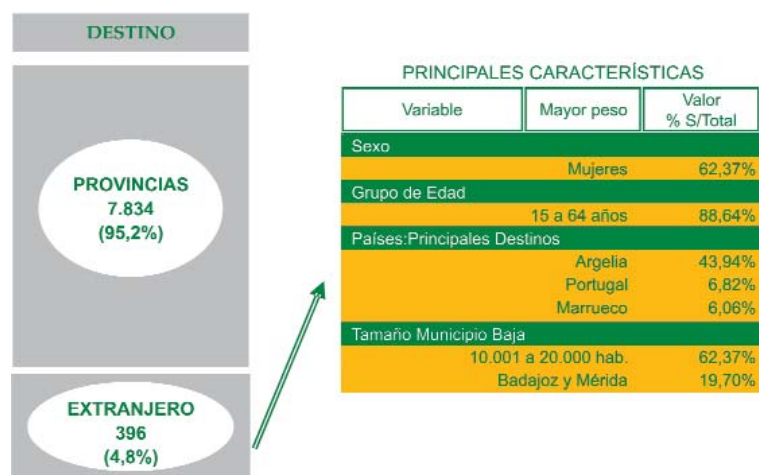 DESTINO
PROVINCIAS
7.834
(95,2%)
EXTRANJERO
396
(4,8%)
PRINCIPALES CARACTERÍSTICAS
Variable Mayor peso Valor % S/Total
Sexo
Mujeres 62,37%
Grupo de Edad
15 a 64 años 88,64%
Países:Principales Destinos
Argelia 43,94%
Portugal 6,82%
Marrueco 6,06%
Tamaño Municipio Baja
10.001 a 20.000 hab. 62,37%
Badajoz y Mérida 19,70%